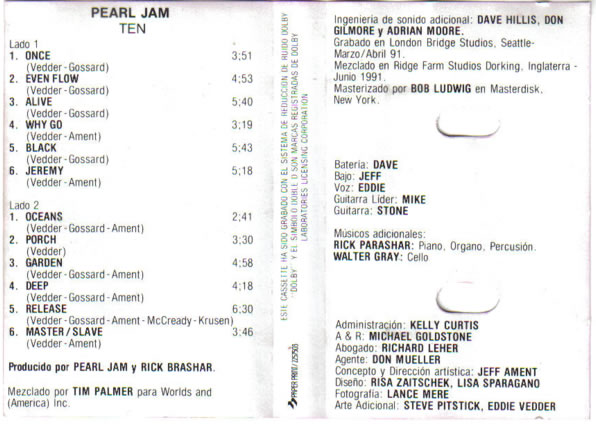 PEARL JAM
TEN
Lado 1
1. ONCE 3;51
(Vedder-Gossard)
2. EVEN FLOW 4;53
(Vedder-Gossard)
3. ALIVE 5;40
(Vedder-Gossard)
4. WHY GO 3;19
(Vedder-Ament)
5. BLACK 5;43
(Vedder-Gossard)
6. JEREMY 5;18
(Vedder-Ament)
Lado 2
1. OCEANS 2;41
(Vedder-Gossard-Ament)
2. PORCH 3;30
(Vedder)
3. GARDEN 4;58
(Vedder-Gossard-Ament)
4. DEEP 4;18
(Vedder-Gossard-Ament)
5. RELEASE 6;30
(Vedder-Gossard-Ament-McCready-Krusen)
6. MASTER/SLAVE 3;46
(Vedder-Ament)
Producido por PEARL JAM y RICK BRASHAR.
Mezclado por TIM PALMER para Worlds and
(America) Inc.
ESTE CASSETTE HA SIDO GRABADO CON EL SISTEMA DE REDUCCION DE RUIDO DOLBY
DOLBY Y EL SIMBOLO DOBLE D SON MARCAS REGISTRADAS DE DOLBY
LABORATORIES LICENSING CORPORATION
PAPER PRINT
Ingenieria de sonido adicional: DAVE HILLIS, DON
GILMORE y ADRIAN MOORE.
Grabado en London Bridge Studios, Seattle-
Marzo/Abril 91.
Mezclado en Ridge Farm Studios Dorking, Inglaterra -
Junio 1991.
Masterizado por BOB LUDWIG en Masterdisk,
New York.
Bateria: DAVE
Bajo: JEFF
Voz: EDDIE
Guitarra Lider: MIKE
Guitarra: STONE
Músicos adicionales:
RICK PARASHAR: Piano, Organo, Percusión.
WALTER GRAY: Cello
Administración: KELLY CURTIS
A & R: MICHAEL GOLDSTONE
Abogado: RICHARD LEHER
Agente: DON MUELLER
Concepto y Dirección artística: JEFF AMENT
Diseño: RISA ZAITSCHEK, LISA SPARAGANO
Fotografía: LANCE MERE
Arte Adicional: STEVE PITSTICK, EDDIE VEDDER